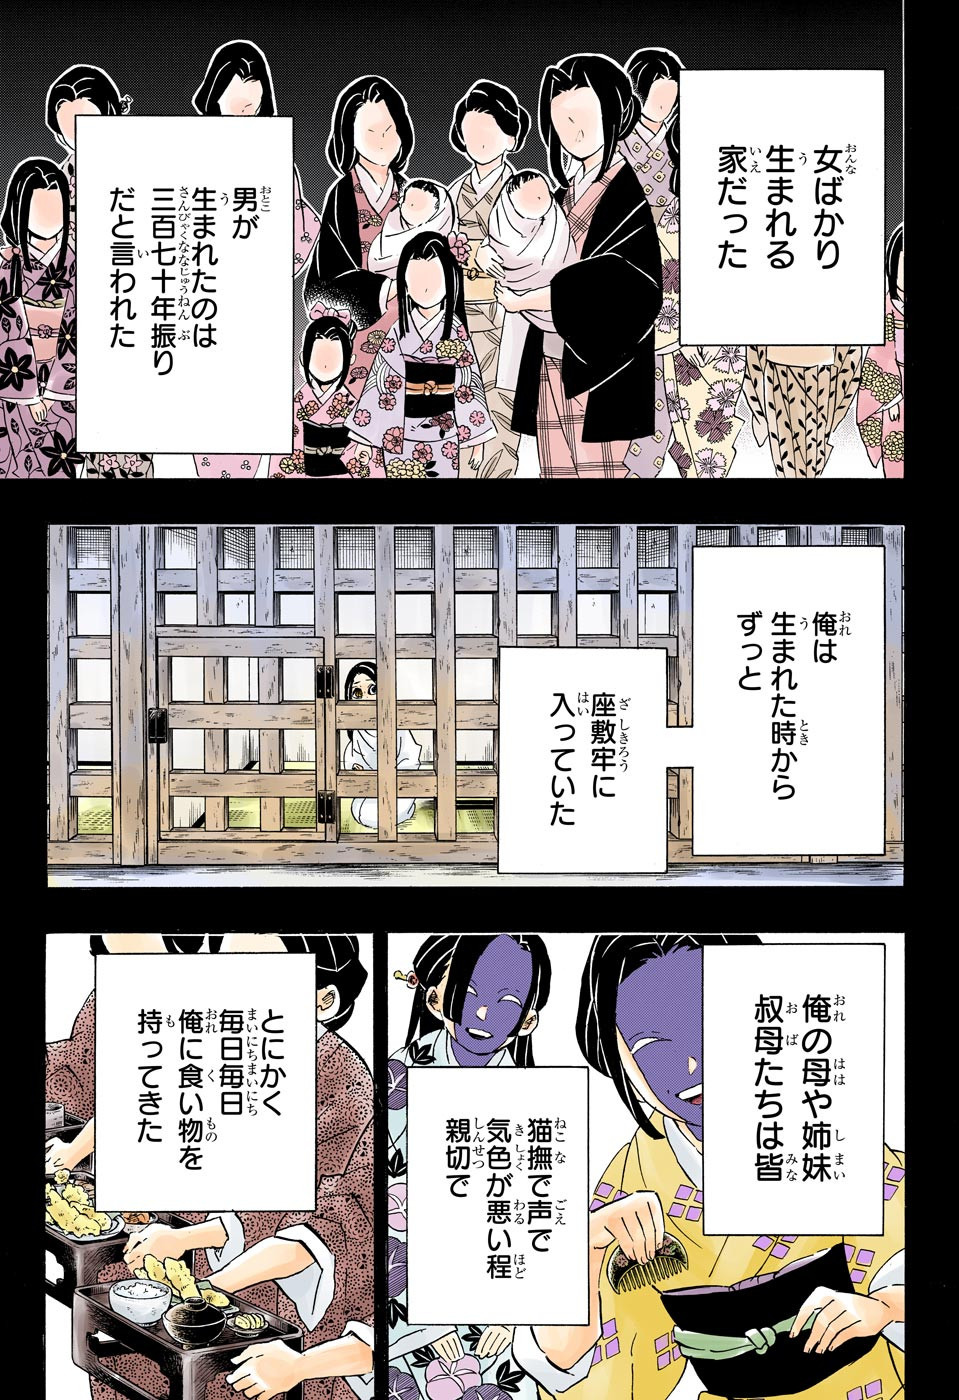 女ばかり
生まれる
家だった
男が
生まれたのは
三百七十年振り
だと言われた
俺は
生まれた時から
ずっと
座敷牢に
入っていた
俺の母や姉妹
叔母たちは皆
猫撫で声で
気色が悪い程
親切で
とにかく
毎日毎日
俺に食い物を
持ってきた